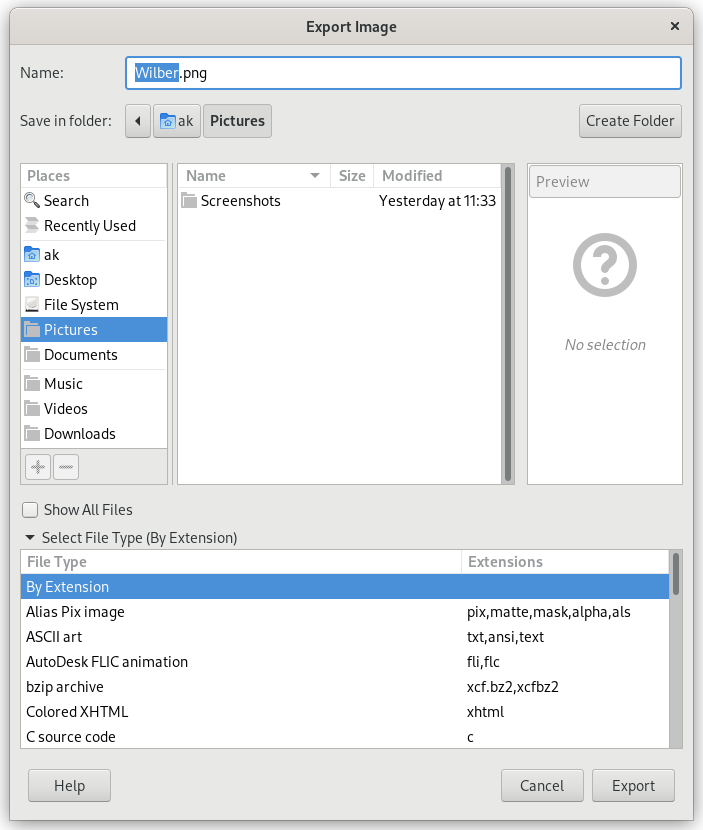 Export Image
Name: Wilber.png
Save in folder: ak Pictures Create Folder
Places
Search
Recently Used
ak
Desktop
File System
Pictures
Documents
Music
Videos
Downloads
Name Size Modified
Screenshots Yesterday at 11:33
Preview
No selection
Show All Files
Select File Type (By Extension)
File Type Extensions
By Extension
Alias Pix image pix,matte,mask,alpha,als
ASCII art txt,ansi,text
AutoDesk FLIC animation fli,flc
bzip archive xcf.bz2,xcfbz2
Colored XHTML xhtml
C source code c
Help Cancel Export